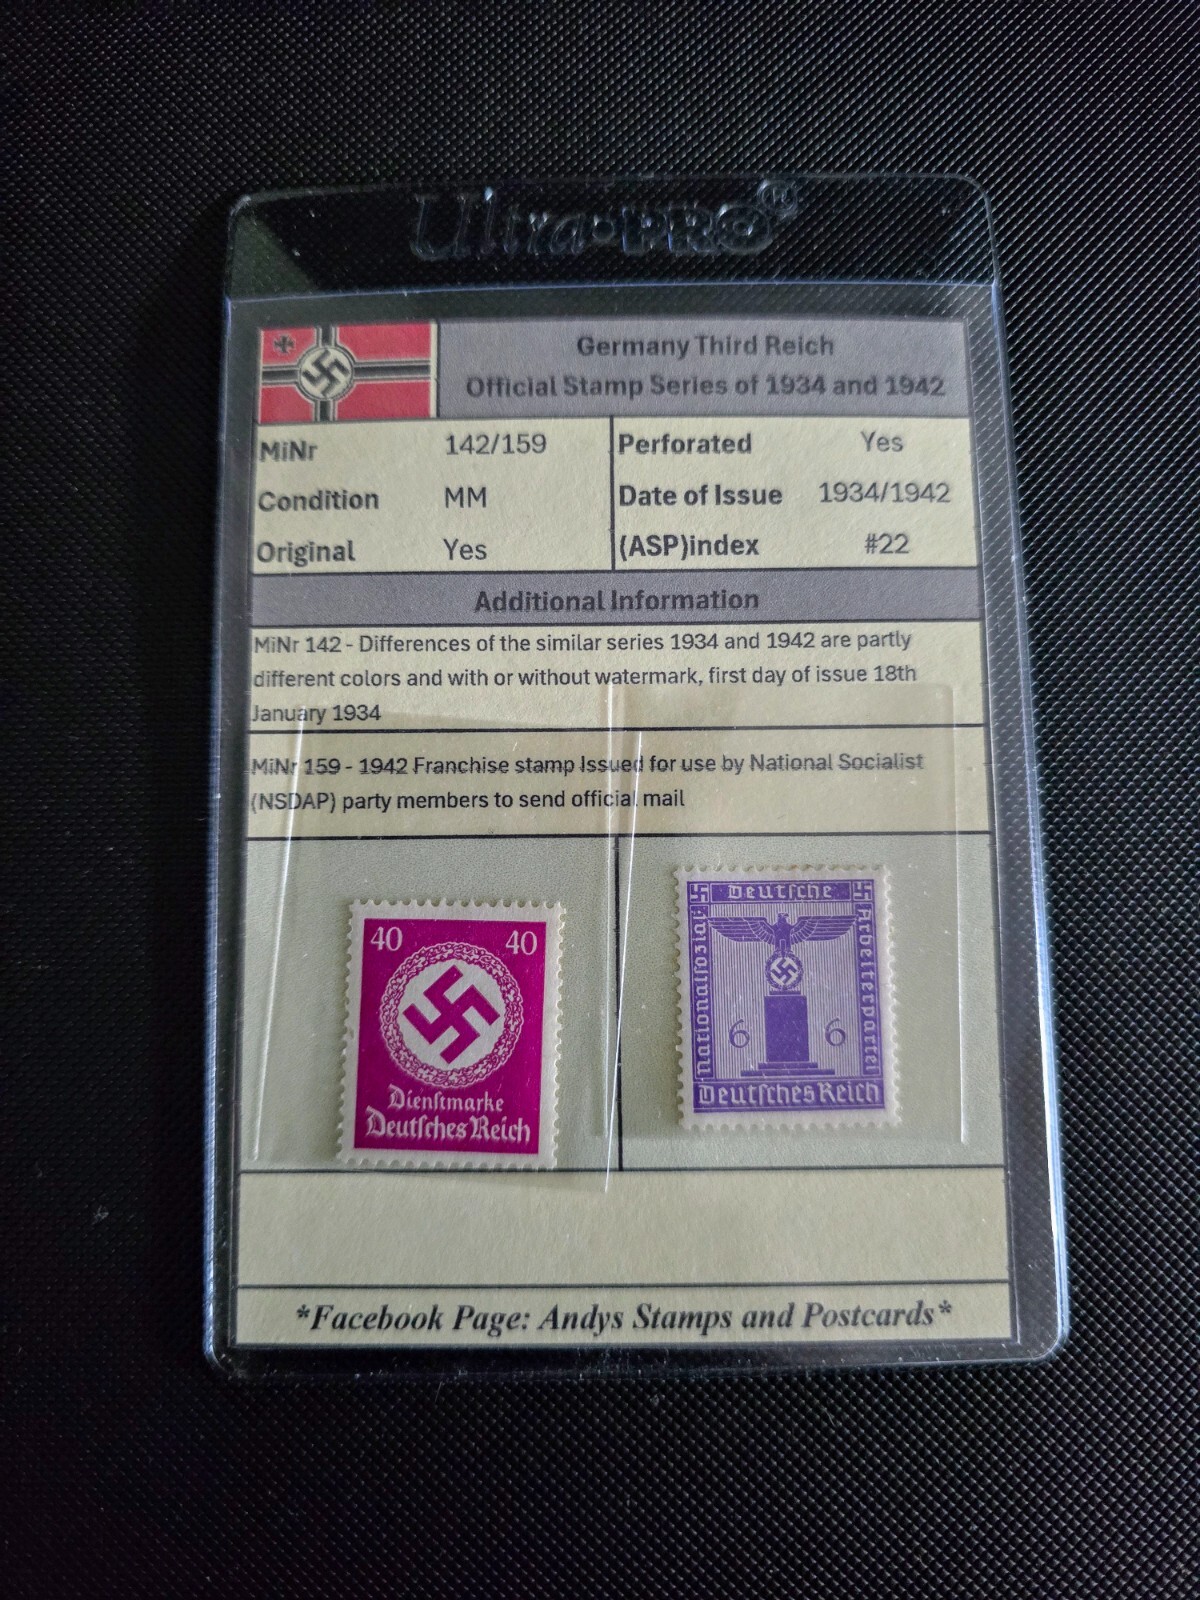 Ultra•PRO®
Germany Third Reich
Official Stamp Series of 1934 and 1942
MiNr 142/159 Perforated Yes
Condition MM Date of Issue 1934/1942
Original Yes (ASP)index #22
Additional Information
MiNr 142 - Differences of the similar series 1934 and 1942 are partly
different colors and with or without watermark, first day of issue 18th
January 1934
MiNr 159 - 1942 Franchise stamp Issued for use by National Socialist
(NSDAP) party members to send official mail
40 40
Dienstmarke
Deutsches Reich
Deutsche
Nationalsozial.
Arbeiterpartei
6 6
Deutsches Reich
*Facebook Page: Andys Stamps and Postcards*